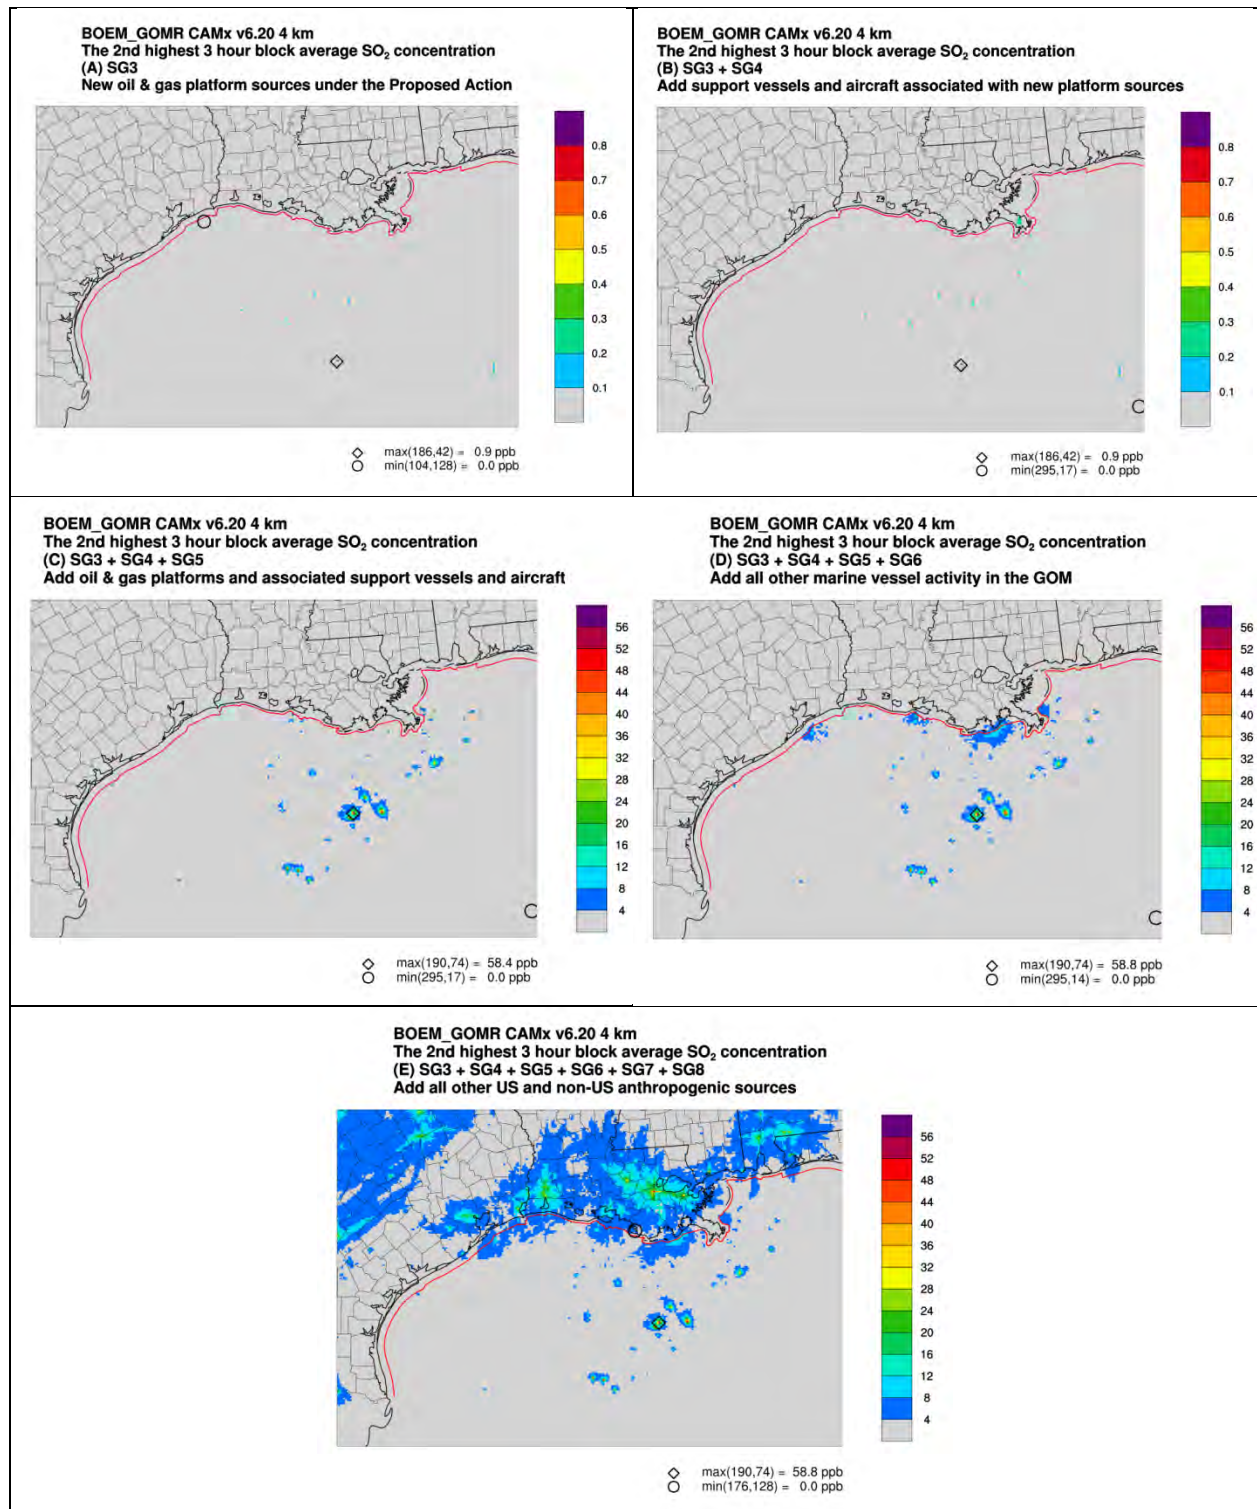 BOEM_GOMR CAMx v6.20 4 km
The 2nd highest 3 hour block average SO₂ concentration
(A) SG3
New oil & gas platform sources under the Proposed Action
0.8
0.7
0.6
0.5
0.4
0.3
0.2
0.1
max(186,42) = 0.9 ppb
min(104,128) = 0.0 ppb
BOEM_GOMR CAMx v6.20 4 km
The 2nd highest 3 hour block average SO₂ concentration
(B) SG3 + SG4
Add support vessels and aircraft associated with new platform sources
0.8
0.7
0.6
0.5
0.4
0.3
0.2
0.1
max(186,42) = 0.9 ppb
min(295,17) = 0.0 ppb
BOEM_GOMR CAMx v6.20 4 km
The 2nd highest 3 hour block average SO₂ concentration
(C) SG3 + SG4 + SG5
Add oil & gas platforms and associated support vessels and aircraft
56
52
48
44
40
36
32
28
24
20
16
12
8
4
max(190,74) = 58.4 ppb
min(295,17) = 0.0 ppb
BOEM_GOMR CAMx v6.20 4 km
The 2nd highest 3 hour block average SO₂ concentration
(D) SG3 + SG4 + SG5 + SG6
Add all other marine vessel activity in the GOM
56
52
48
44
40
36
32
28
24
20
16
12
8
4
max(190,74) = 58.8 ppb
min(295,14) = 0.0 ppb
BOEM_GOMR CAMx v6.20 4 km
The 2nd highest 3 hour block average SO₂ concentration
(E) SG3 + SG4 + SG5 + SG6 + SG7 + SG8
Add all other US and non-US anthropogenic sources
56
52
48
44
40
36
32
28
24
20
16
12
8
4
max(190,74) = 58.8 ppb
min(176,128) = 0.0 ppb